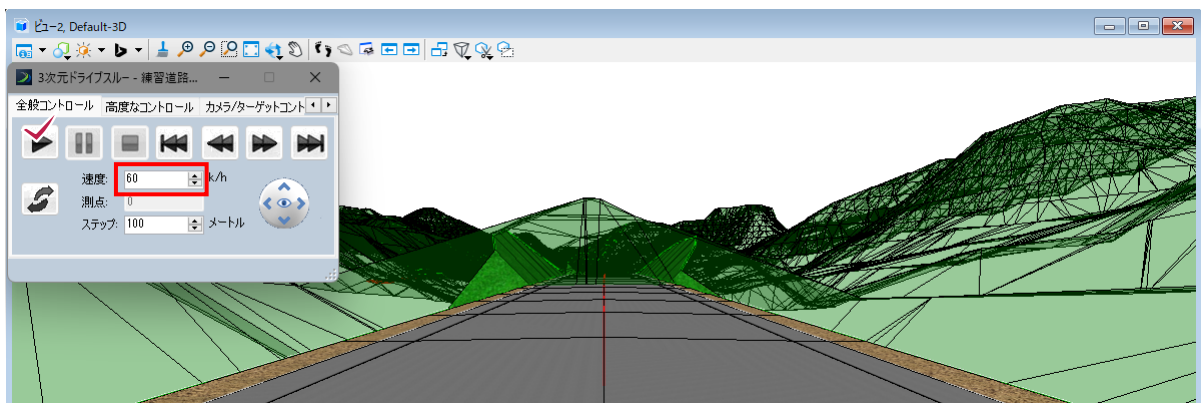 ビュー2, Default-3D
3次元ドライブスルー - 練習道路...
全般コントロール 高度なコントロール カメラ/ターゲットコント
速度: 60 k/h
測点: 0
ステップ: 100 メートル